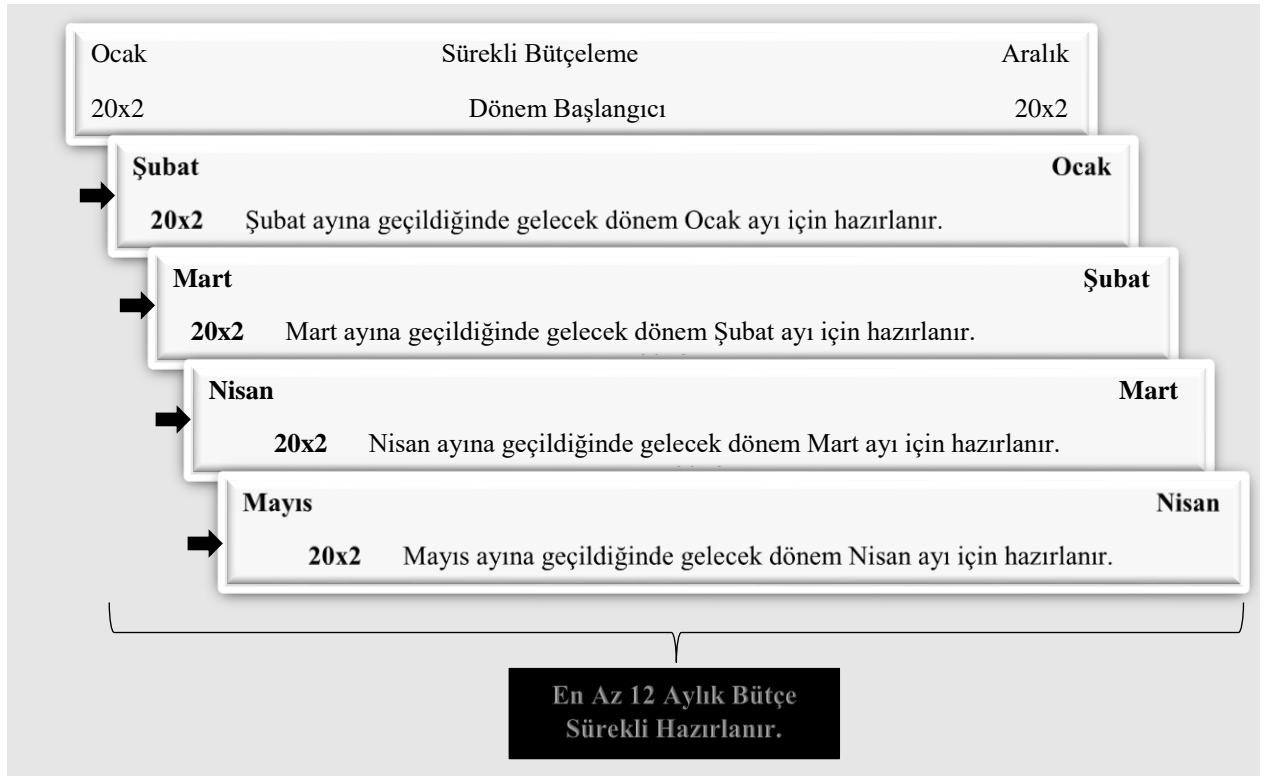 Ocak Sürekli Bütçeleme Aralık
20x2 Dönem Başlangıcı 20x2
Şubat Ocak
20x2 Şubat ayına geçildiğinde gelecek dönem Ocak ayı için hazırlanır.
Mart Şubat
20x2 Mart ayına geçildiğinde gelecek dönem Şubat ayı için hazırlanır.
Nisan Mart
20x2 Nisan ayına geçildiğinde gelecek dönem Mart ayı için hazırlanır.
Mayıs Nisan
20x2 Mayıs ayına geçildiğinde gelecek dönem Nisan ayı için hazırlanır.
En Az 12 Aylık Bütçe
Sürekli Hazırlanır.